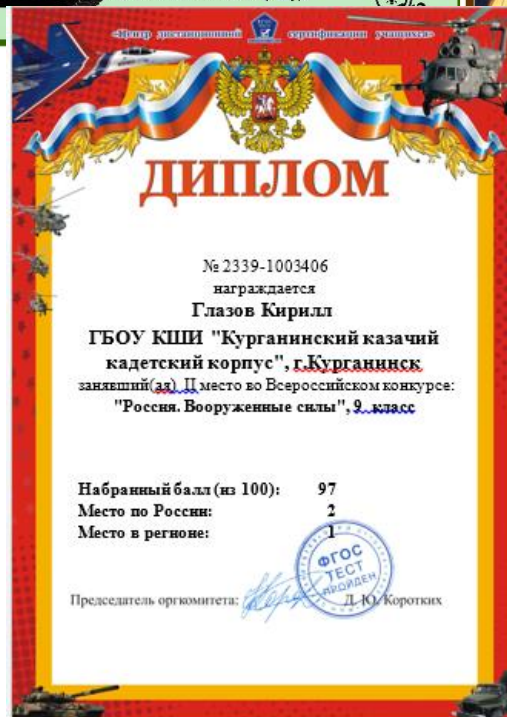 «Центр дистанционной сертификации учащихся»
ДИПЛОМ
№ 2339-1003406
награждается
Глазов Кирилл
ГБОУ КШИ "Курганинский казачий
кадетский корпус", г.Курганинск
занявший(ая) II место во Всероссийском конкурсе:
"Россия. Вооруженные силы", 9 класс
Набранный балл (из 100): 97
Место по России: 2
Место в регионе: 1
ФГОС
ТЕСТ
ПРОЙДЕН
Председатель оргкомитета: Д. Ю. Коротких